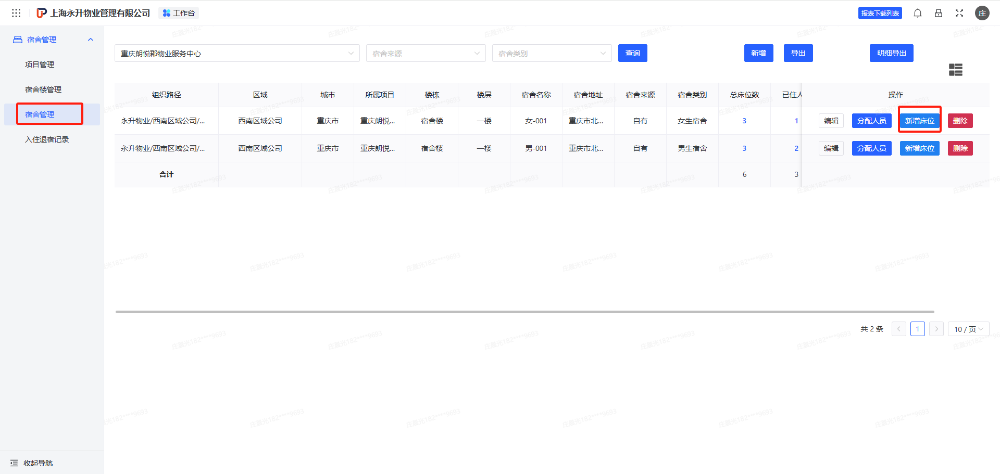 上海永升物业管理有限公司 工作台 报表下载列表 庄
宿舍管理
项目管理
宿舍楼管理
宿舍管理
入住退宿记录
收起导航
重庆朗悦郡物业服务中心 宿舍来源 宿舍类别 查询 新增 导出 明细导出
组织路径 区域 城市 所属项目 楼栋 楼层 宿舍名称 宿舍地址 宿舍来源 宿舍类别 总床位数 已住人 操作
永升物业/西南区域公司/... 西南区域公司 重庆市 重庆朗悦... 宿舍楼 一楼 女-001 重庆市北... 自有 女生宿舍 3 1 编辑 分配人员 新增床位 删除
永升物业/西南区域公司/... 西南区域公司 重庆市 重庆朗悦... 宿舍楼 一楼 男-001 重庆市北... 自有 男生宿舍 3 2 编辑 分配人员 新增床位 删除
合计 6 3
共 2 条 1 10 / 页
庄晨光182****9693